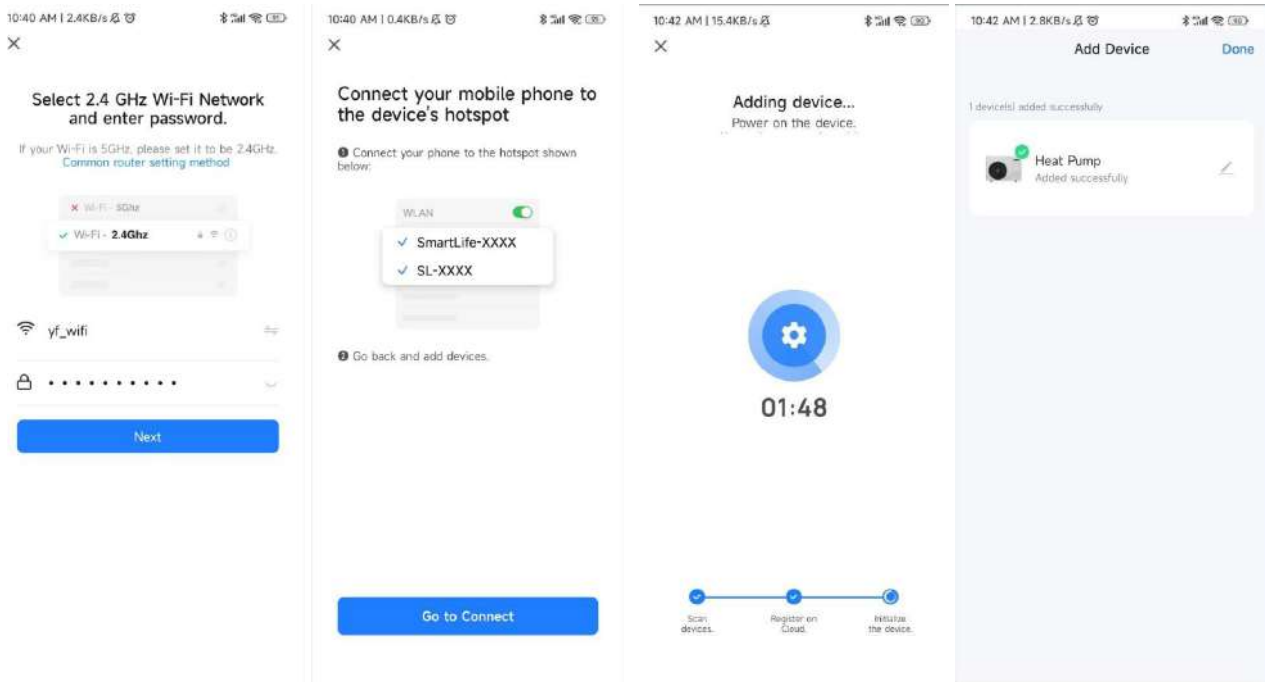 10:40 AM | 2.4KB/s
Select 2.4 GHz Wi-Fi Network
and enter password.
If your Wi-Fi is 5GHz, please set it to be 2.4GHz.
Common router setting method
Wi-Fi - 5Ghz
Wi-Fi - 2.4Ghz
yf_wifi
Next
10:40 AM | 0.4KB/s
Connect your mobile phone to
the device's hotspot
1 Connect your phone to the hotspot shown
below:
WLAN
SmartLife-XXXX
SL-XXXX
2 Go back and add devices.
Go to Connect
10:42 AM | 15.4KB/s
Adding device...
Power on the device.
01:48
Scan
devices.
Register on
Cloud.
Initialize
the device.
10:42 AM | 2.8KB/s
Add Device
Done
1 device(s) added successfully
Heat Pump
Added successfully